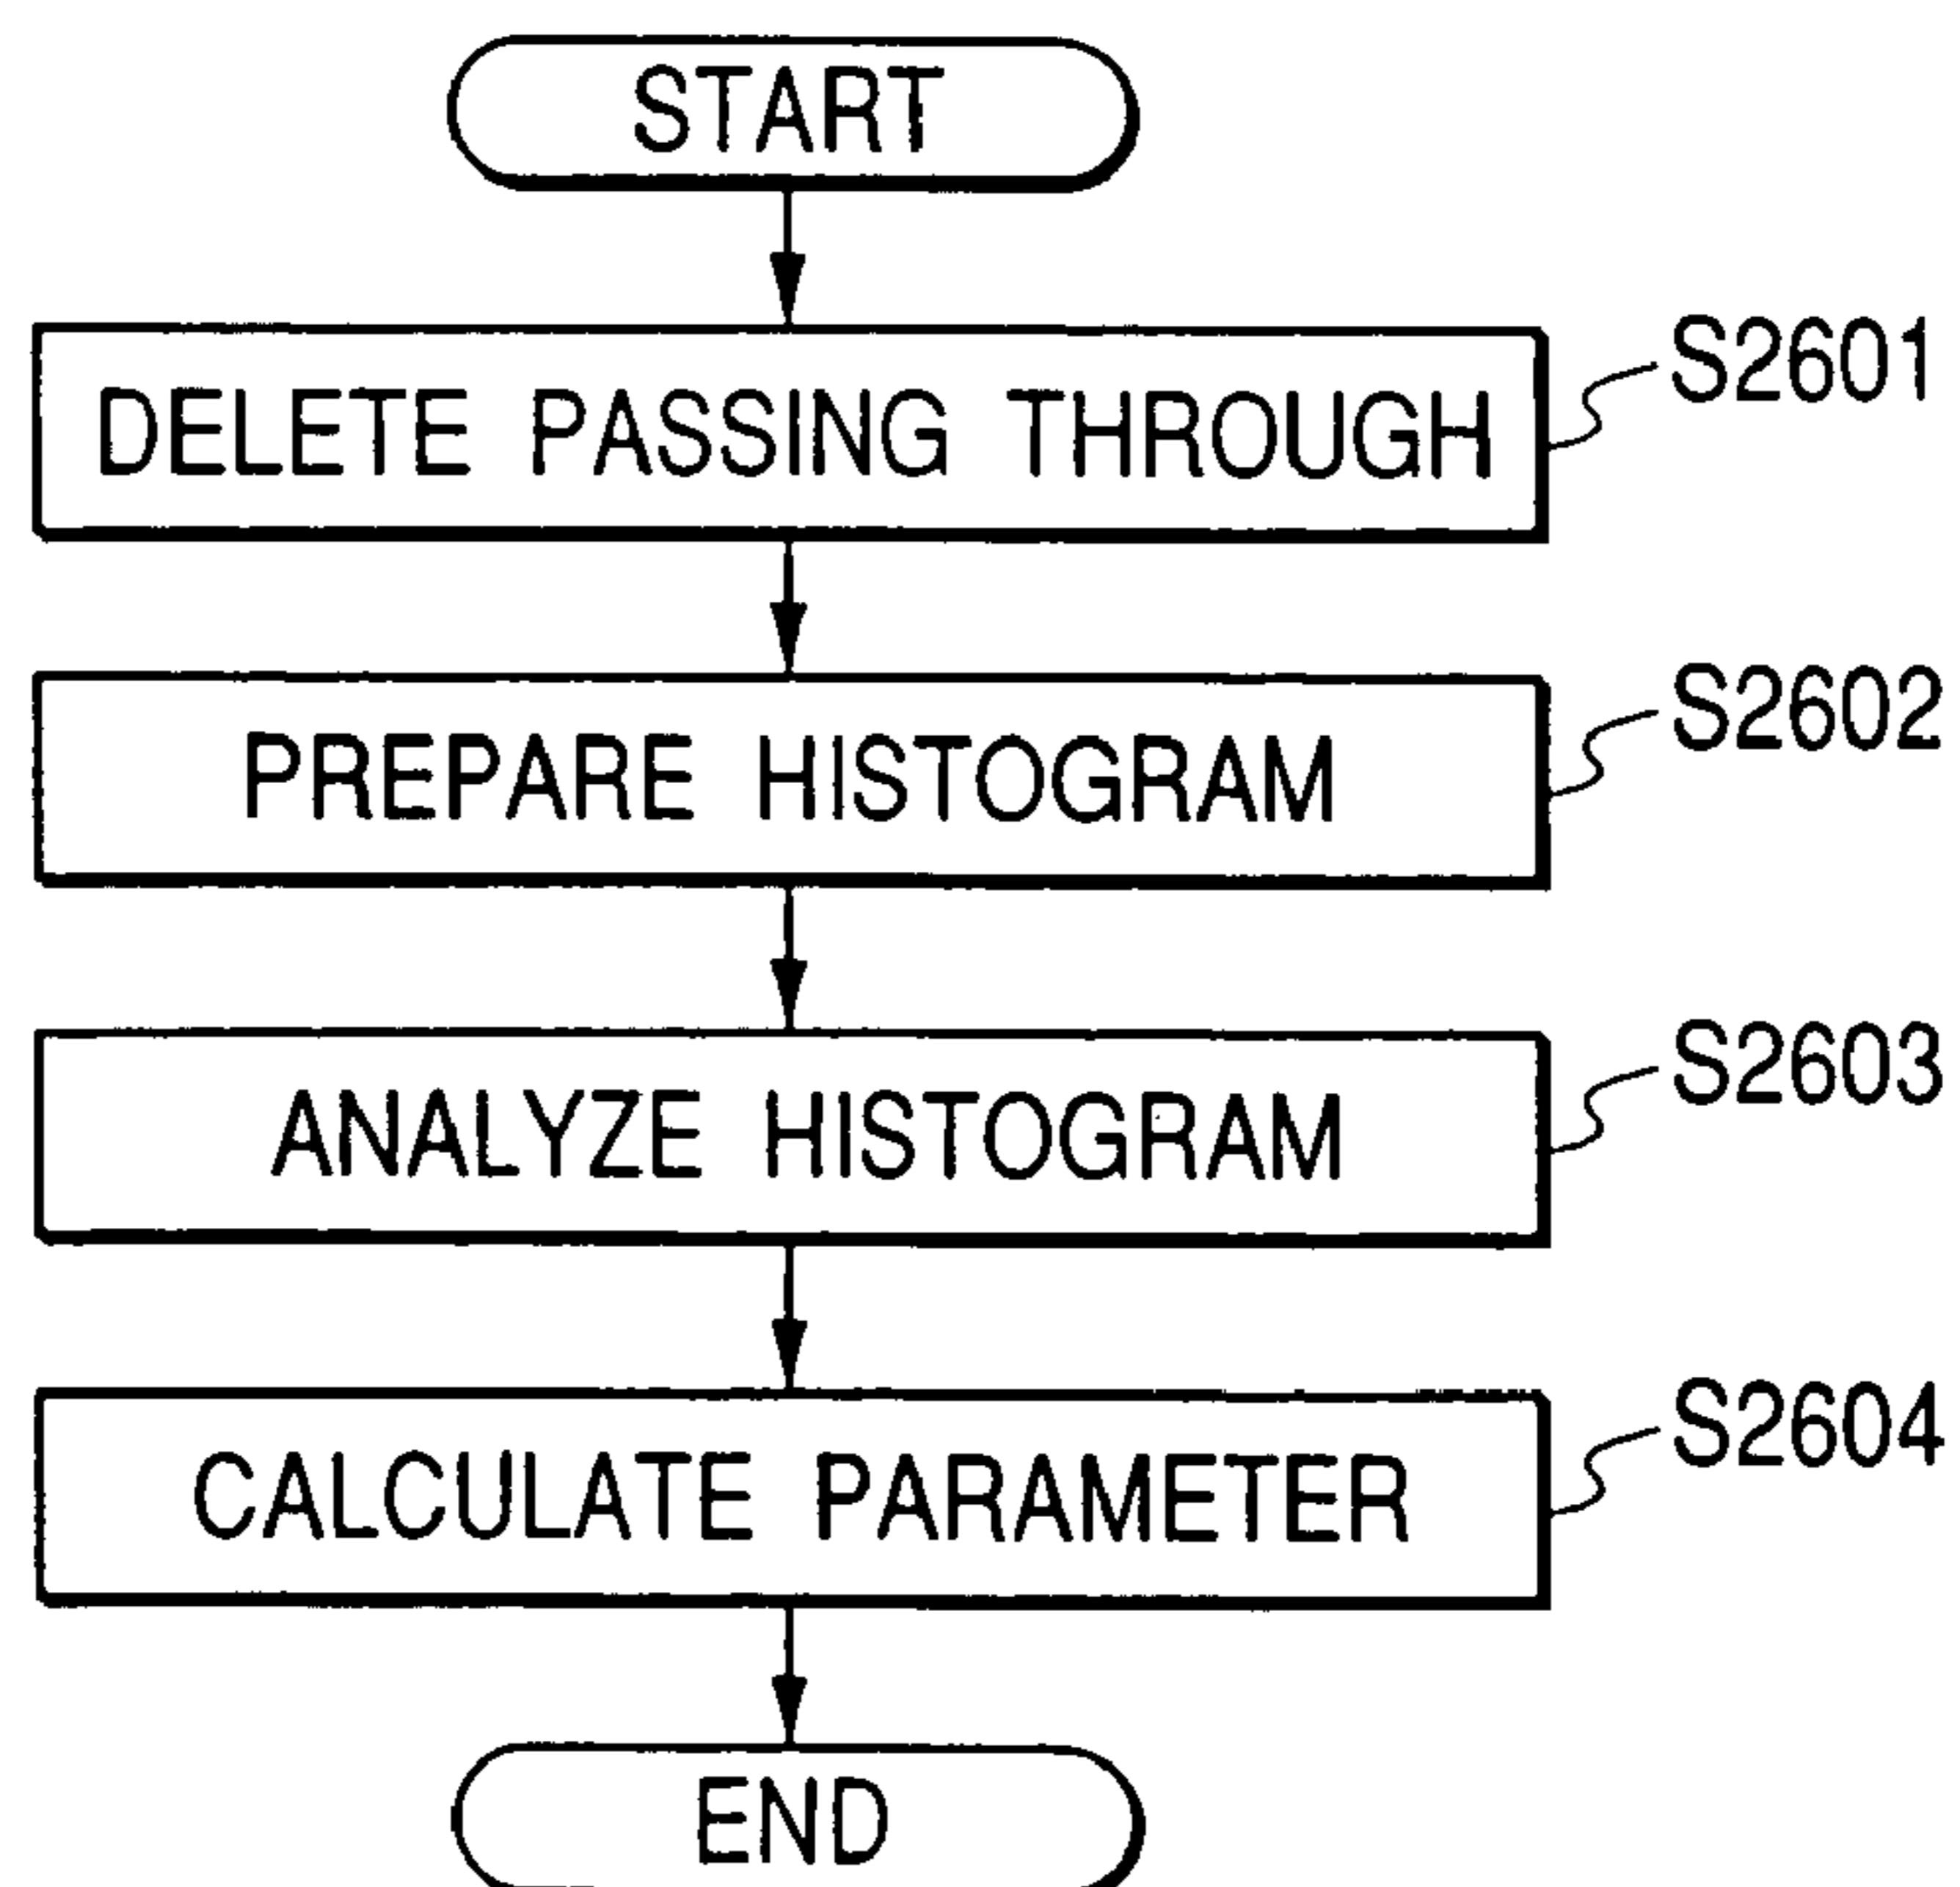 START
DELETE PASSING THROUGH
S2601
PREPARE HISTOGRAM
S2602
ANALYZE HISTOGRAM
S2603
CALCULATE PARAMETER
S2604
END